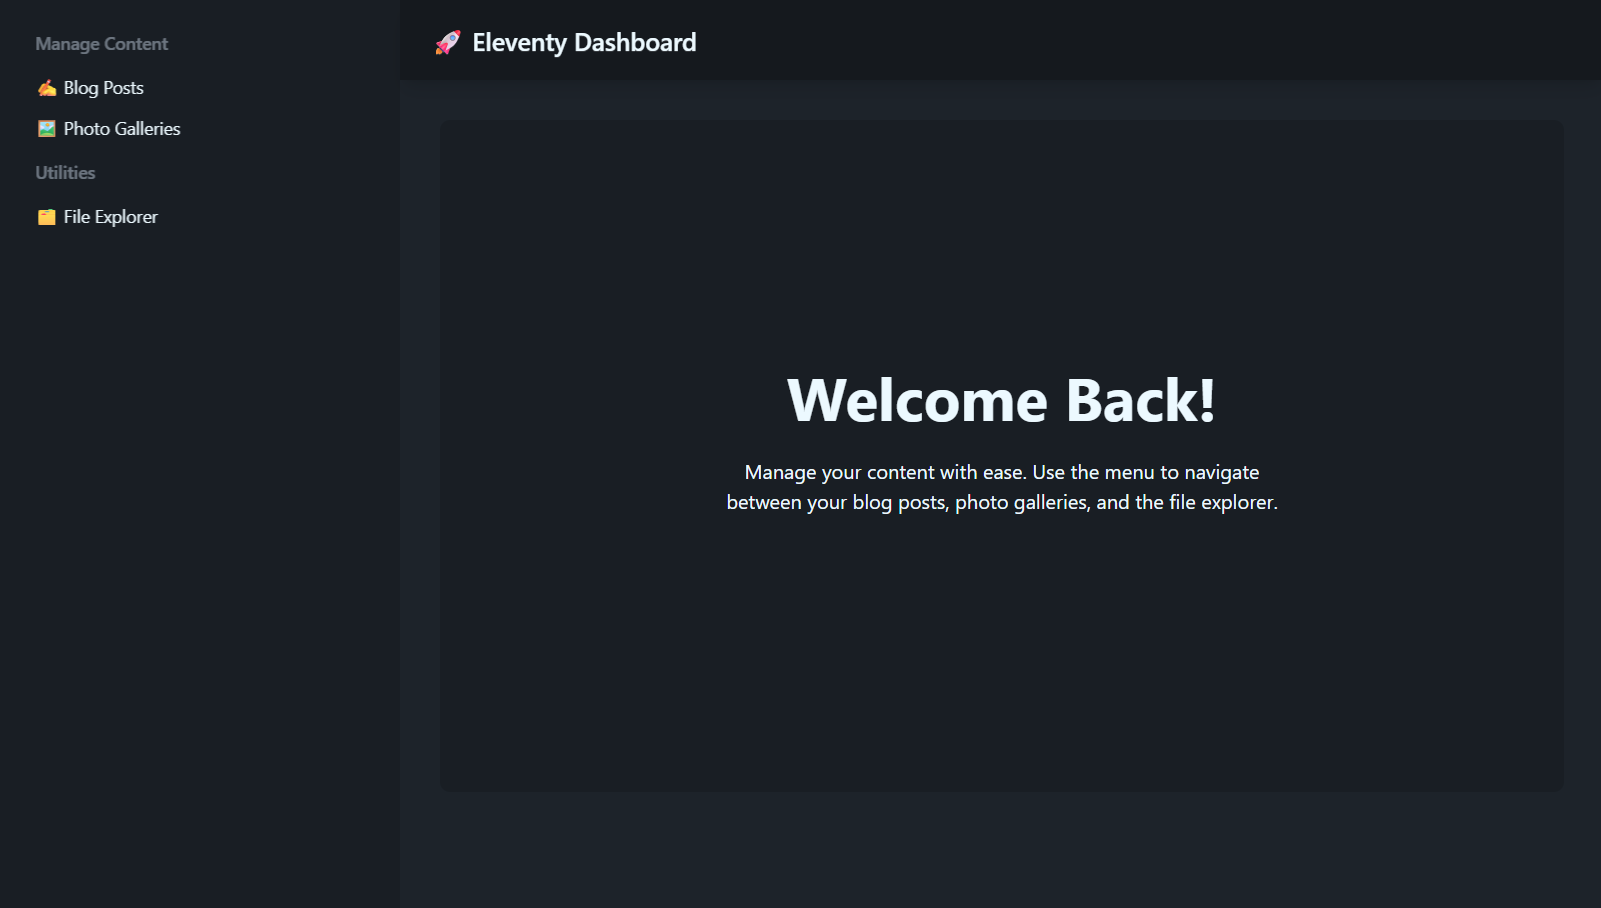 Manage Content
Blog Posts
Photo Galleries
Utilities
File Explorer
Eleventy Dashboard
Welcome Back!
Manage your content with ease. Use the menu to navigate
between your blog posts, photo galleries, and the file explorer.